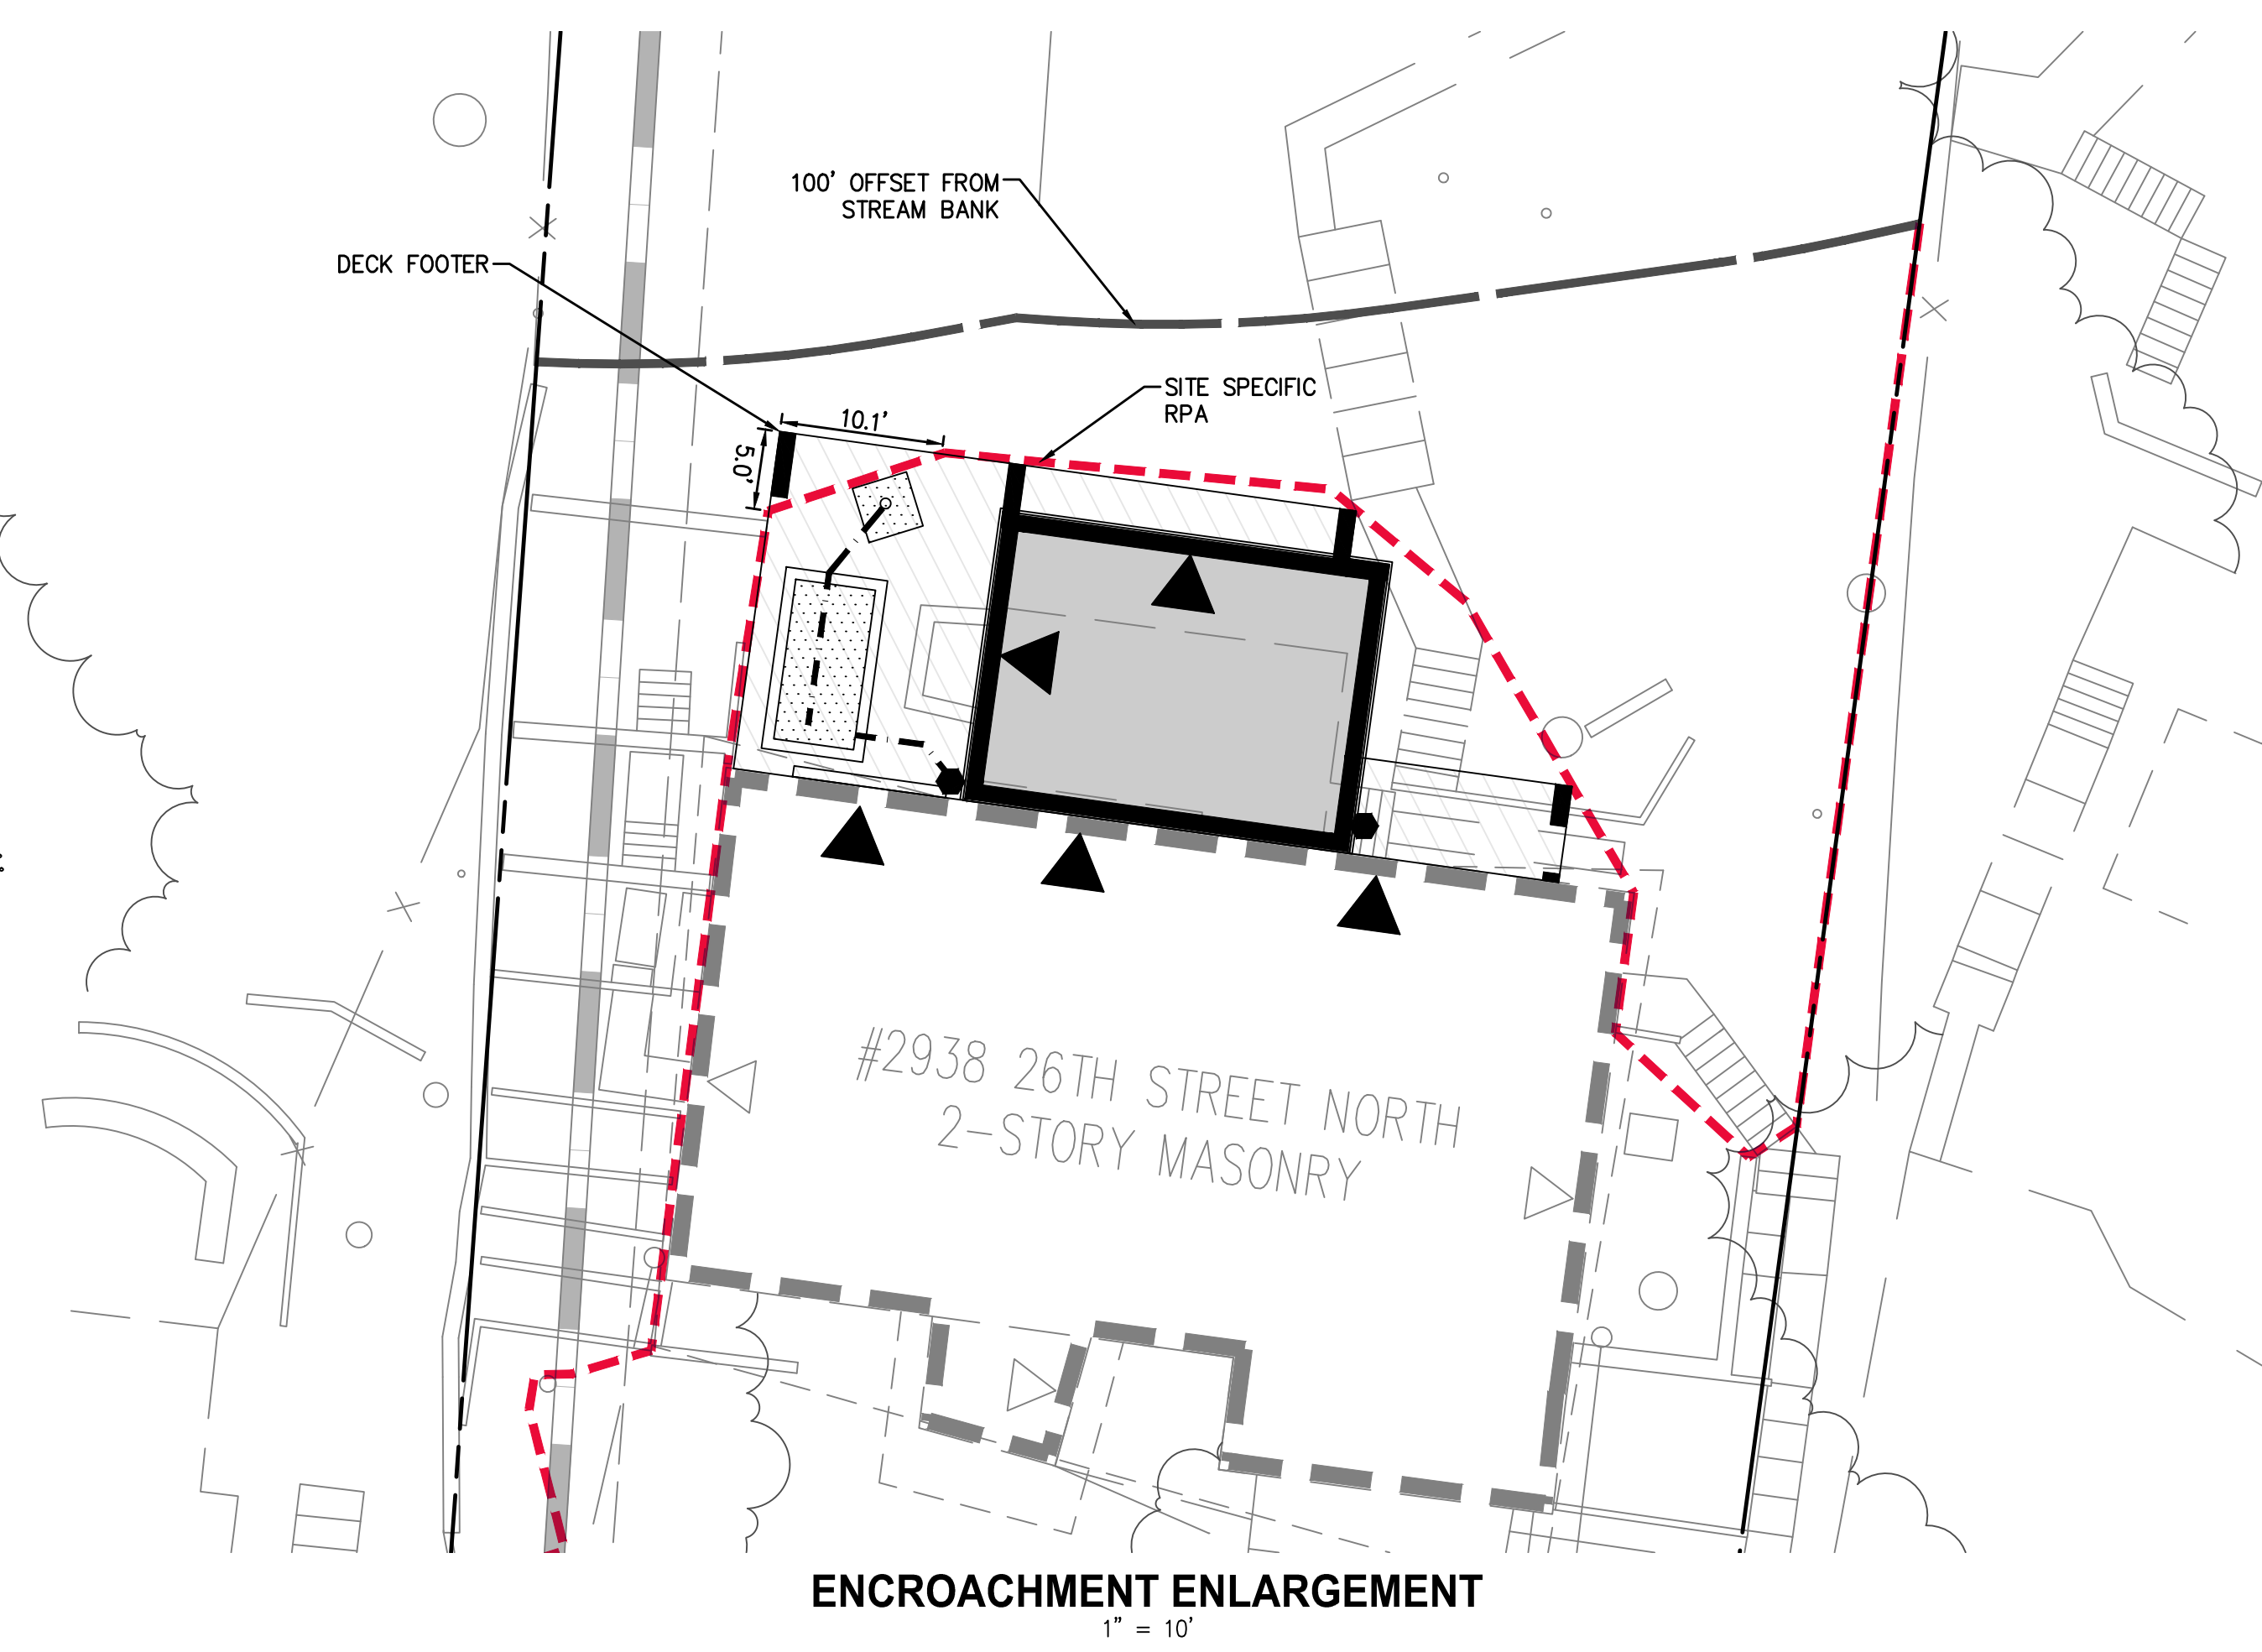 100' OFFSET FROM
STREAM BANK
DECK FOOTER
SITE SPECIFIC
RPA
10.1'
5.0'
#2938 26TH STREET NORTH
2-STORY MASONRY
ENCROACHMENT ENLARGEMENT
1" = 10'